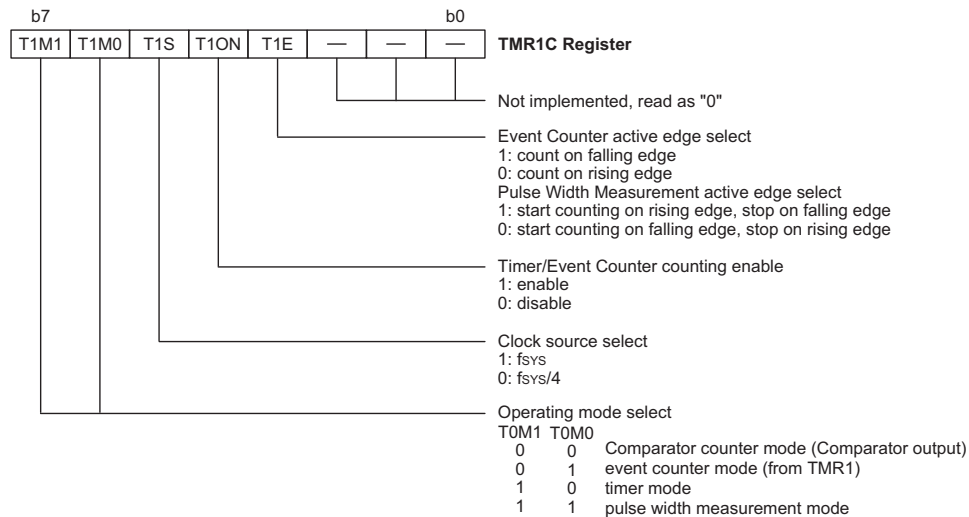 b7 b0
T1M1 T1M0 T1S T1ON T1E — — — TMR1C Register
Not implemented, read as "0"
Event Counter active edge select
1: count on falling edge
0: count on rising edge
Pulse Width Measurement active edge select
1: start counting on rising edge, stop on falling edge
0: start counting on falling edge, stop on rising edge
Timer/Event Counter counting enable
1: enable
0: disable
Clock source select
1: fSYS
0: fSYS/4
Operating mode select
T0M1 T0M0
0 0 Comparator counter mode (Comparator output)
0 1 event counter mode (from TMR1)
1 0 timer mode
1 1 pulse width measurement mode